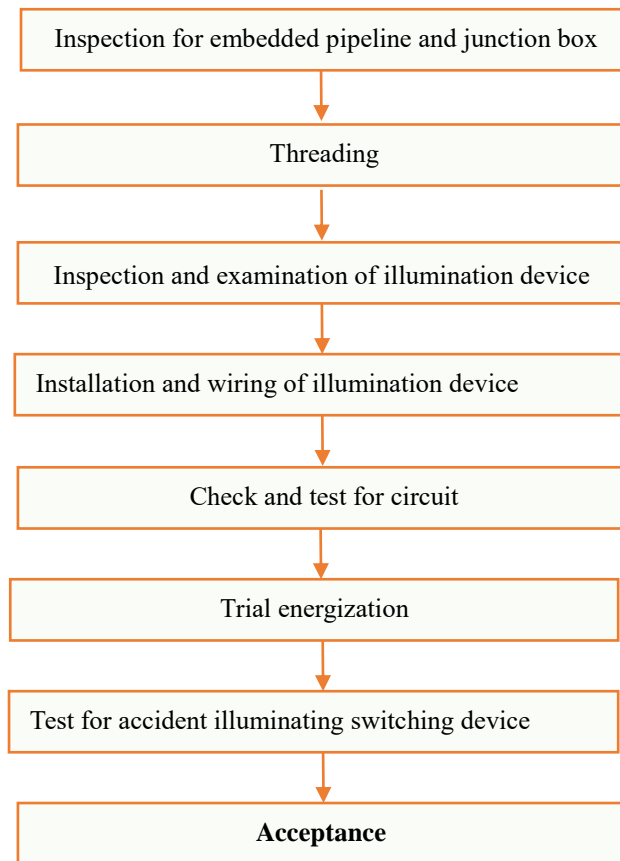 Inspection for embedded pipeline and junction box
Threading
Inspection and examination of illumination device
Installation and wiring of illumination device
Check and test for circuit
Trial energization
Test for accident illuminating switching device
Acceptance